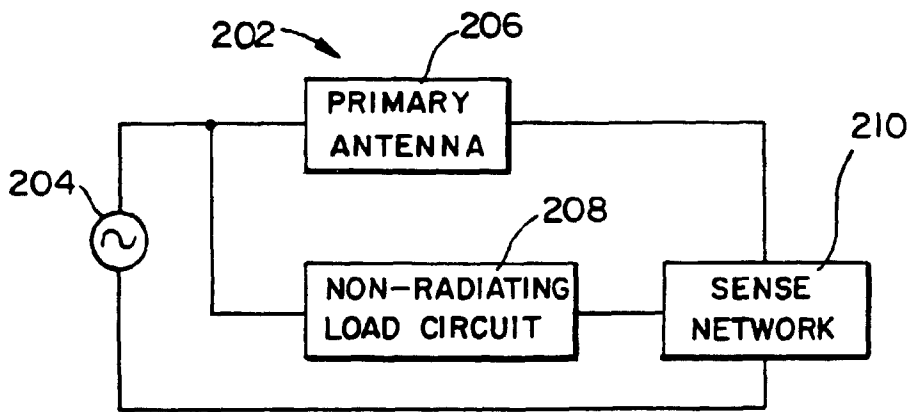 202
206
PRIMARY
ANTENNA
210
204
208
NON-RADIATING
LOAD CIRCUIT
SENSE
NETWORK